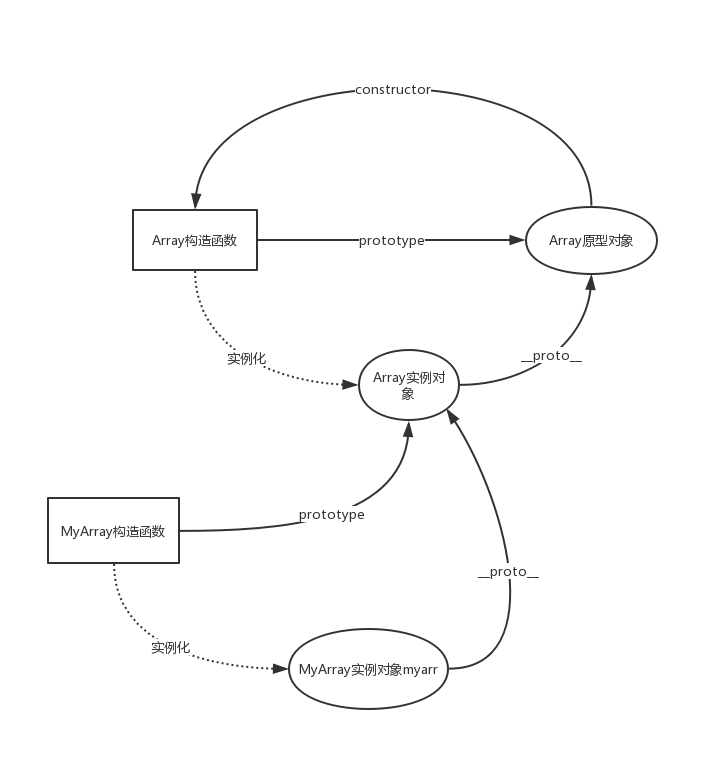 constructor
Array构造函数
prototype
Array原型对象
实例化
__proto__
Array实例对
象
prototype
MyArray构造函数
__proto__
实例化
MyArray实例对象myarr